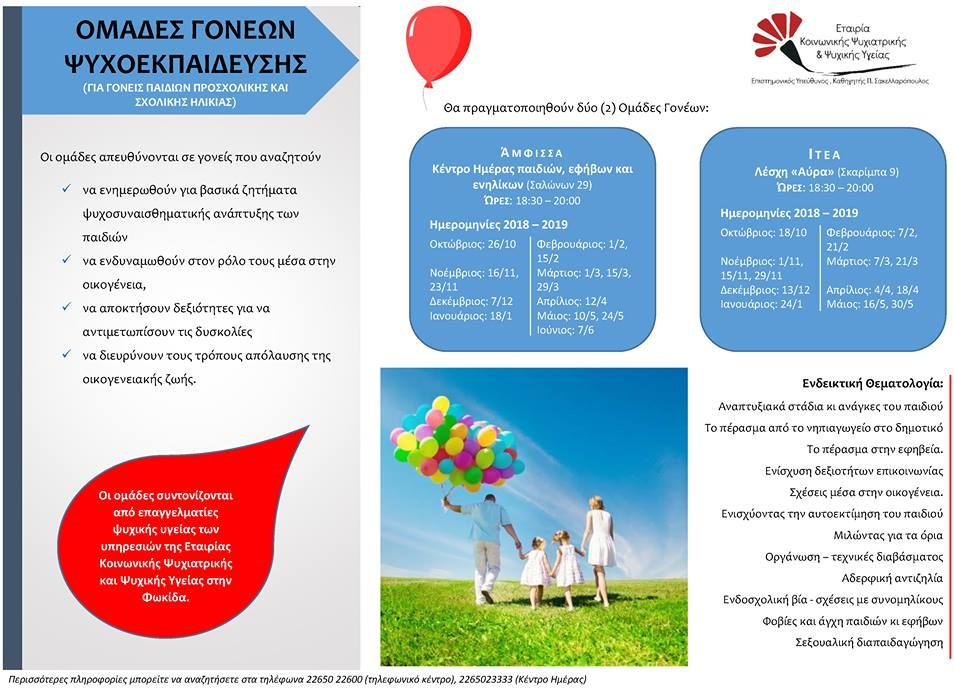 ΟΜΑΔΕΣ ΓΟΝΕΩΝ
ΨΥΧΟΕΚΠΑΙΔΕΥΣΗΣ
(ΓΙΑ ΓΟΝΕΙΣ ΠΑΙΔΙΩΝ ΠΡΟΣΧΟΛΙΚΗΣ ΚΑΙ
ΣΧΟΛΙΚΗΣ ΗΛΙΚΙΑΣ)
Οι ομάδες απευθύνονται σε γονείς που αναζητούν
✓ να ενημερωθούν για βασικά ζητήματα
ψυχοσυναισθηματικής ανάπτυξης των
παιδιών
✓ να ενδυναμωθούν στον ρόλο τους μέσα στην
οικογένεια,
✓ να αποκτήσουν δεξιότητες για να
αντιμετωπίσουν τις δυσκολίες
✓ να διευρύνουν τους τρόπους απόλαυσης της
οικογενειακής ζωής.
Οι ομάδες συντονίζονται
από επαγγελματίες
ψυχικής υγείας των
υπηρεσιών της Εταιρίας
Κοινωνικής Ψυχιατρικής
και Ψυχικής Υγείας στην
Φωκίδα.
Εταιρία
Κοινωνικής Ψυχιατρικής
& Ψυχικής Υγείας
Επιστημονικός Υπεύθυνος , Καθηγητής Π. Σακελλαρόπουλος
Θα πραγματοποιηθούν δύο (2) Ομάδες Γονέων:
ΆΜΦΙΣΣΑ
Κέντρο Ημέρας παιδιών, εφήβων και
ενηλίκων (Σαλώνων 29)
ΏΡΕΣ: 18:30 – 20:00
Ημερομηνίες 2018 – 2019
Οκτώβριος: 26/10
Νοέμβριος: 16/11,
23/11
Δεκέμβριος: 7/12
Ιανουάριος: 18/1
Φεβρουάριος: 1/2,
15/2
Μάρτιος: 1/3, 15/3,
29/3
Απρίλιος: 12/4
Μάιος: 10/5, 24/5
Ιούνιος: 7/6
ΙΤΕΑ
Λέσχη «Αύρα» (Σκαρίμπα 9)
ΏΡΕΣ: 18:30 – 20:00
Ημερομηνίες 2018 – 2019
Οκτώβριος: 18/10
Νοέμβριος: 1/11,
15/11, 29/11
Δεκέμβριος: 13/12
Ιανουάριος: 24/1
Φεβρουάριος: 7/2,
21/2
Μάρτιος: 7/3, 21/3
Απρίλιος: 4/4, 18/4
Μάιος: 16/5, 30/5
Ενδεικτική Θεματολογία:
Αναπτυξιακά στάδια κι ανάγκες του παιδιού
Το πέρασμα από το νηπιαγωγείο στο δημοτικό
Το πέρασμα στην εφηβεία.
Ενίσχυση δεξιοτήτων επικοινωνίας
Σχέσεις μέσα στην οικογένεια.
Ενισχύοντας την αυτοεκτίμηση του παιδιού
Μιλώντας για τα όρια
Οργάνωση – τεχνικές διαβάσματος
Αδερφική αντιζηλία
Ενδοσχολική βία - σχέσεις με συνομηλίκους
Φοβίες και άγχη παιδιών κι εφήβων
Σεξουαλική διαπαιδαγώγηση
Περισσότερες πληροφορίες μπορείτε να αναζητήσετε στα τηλέφωνα 22650 22600 (τηλεφωνικό κέντρο), 2265023333 (Κέντρο Ημέρας)